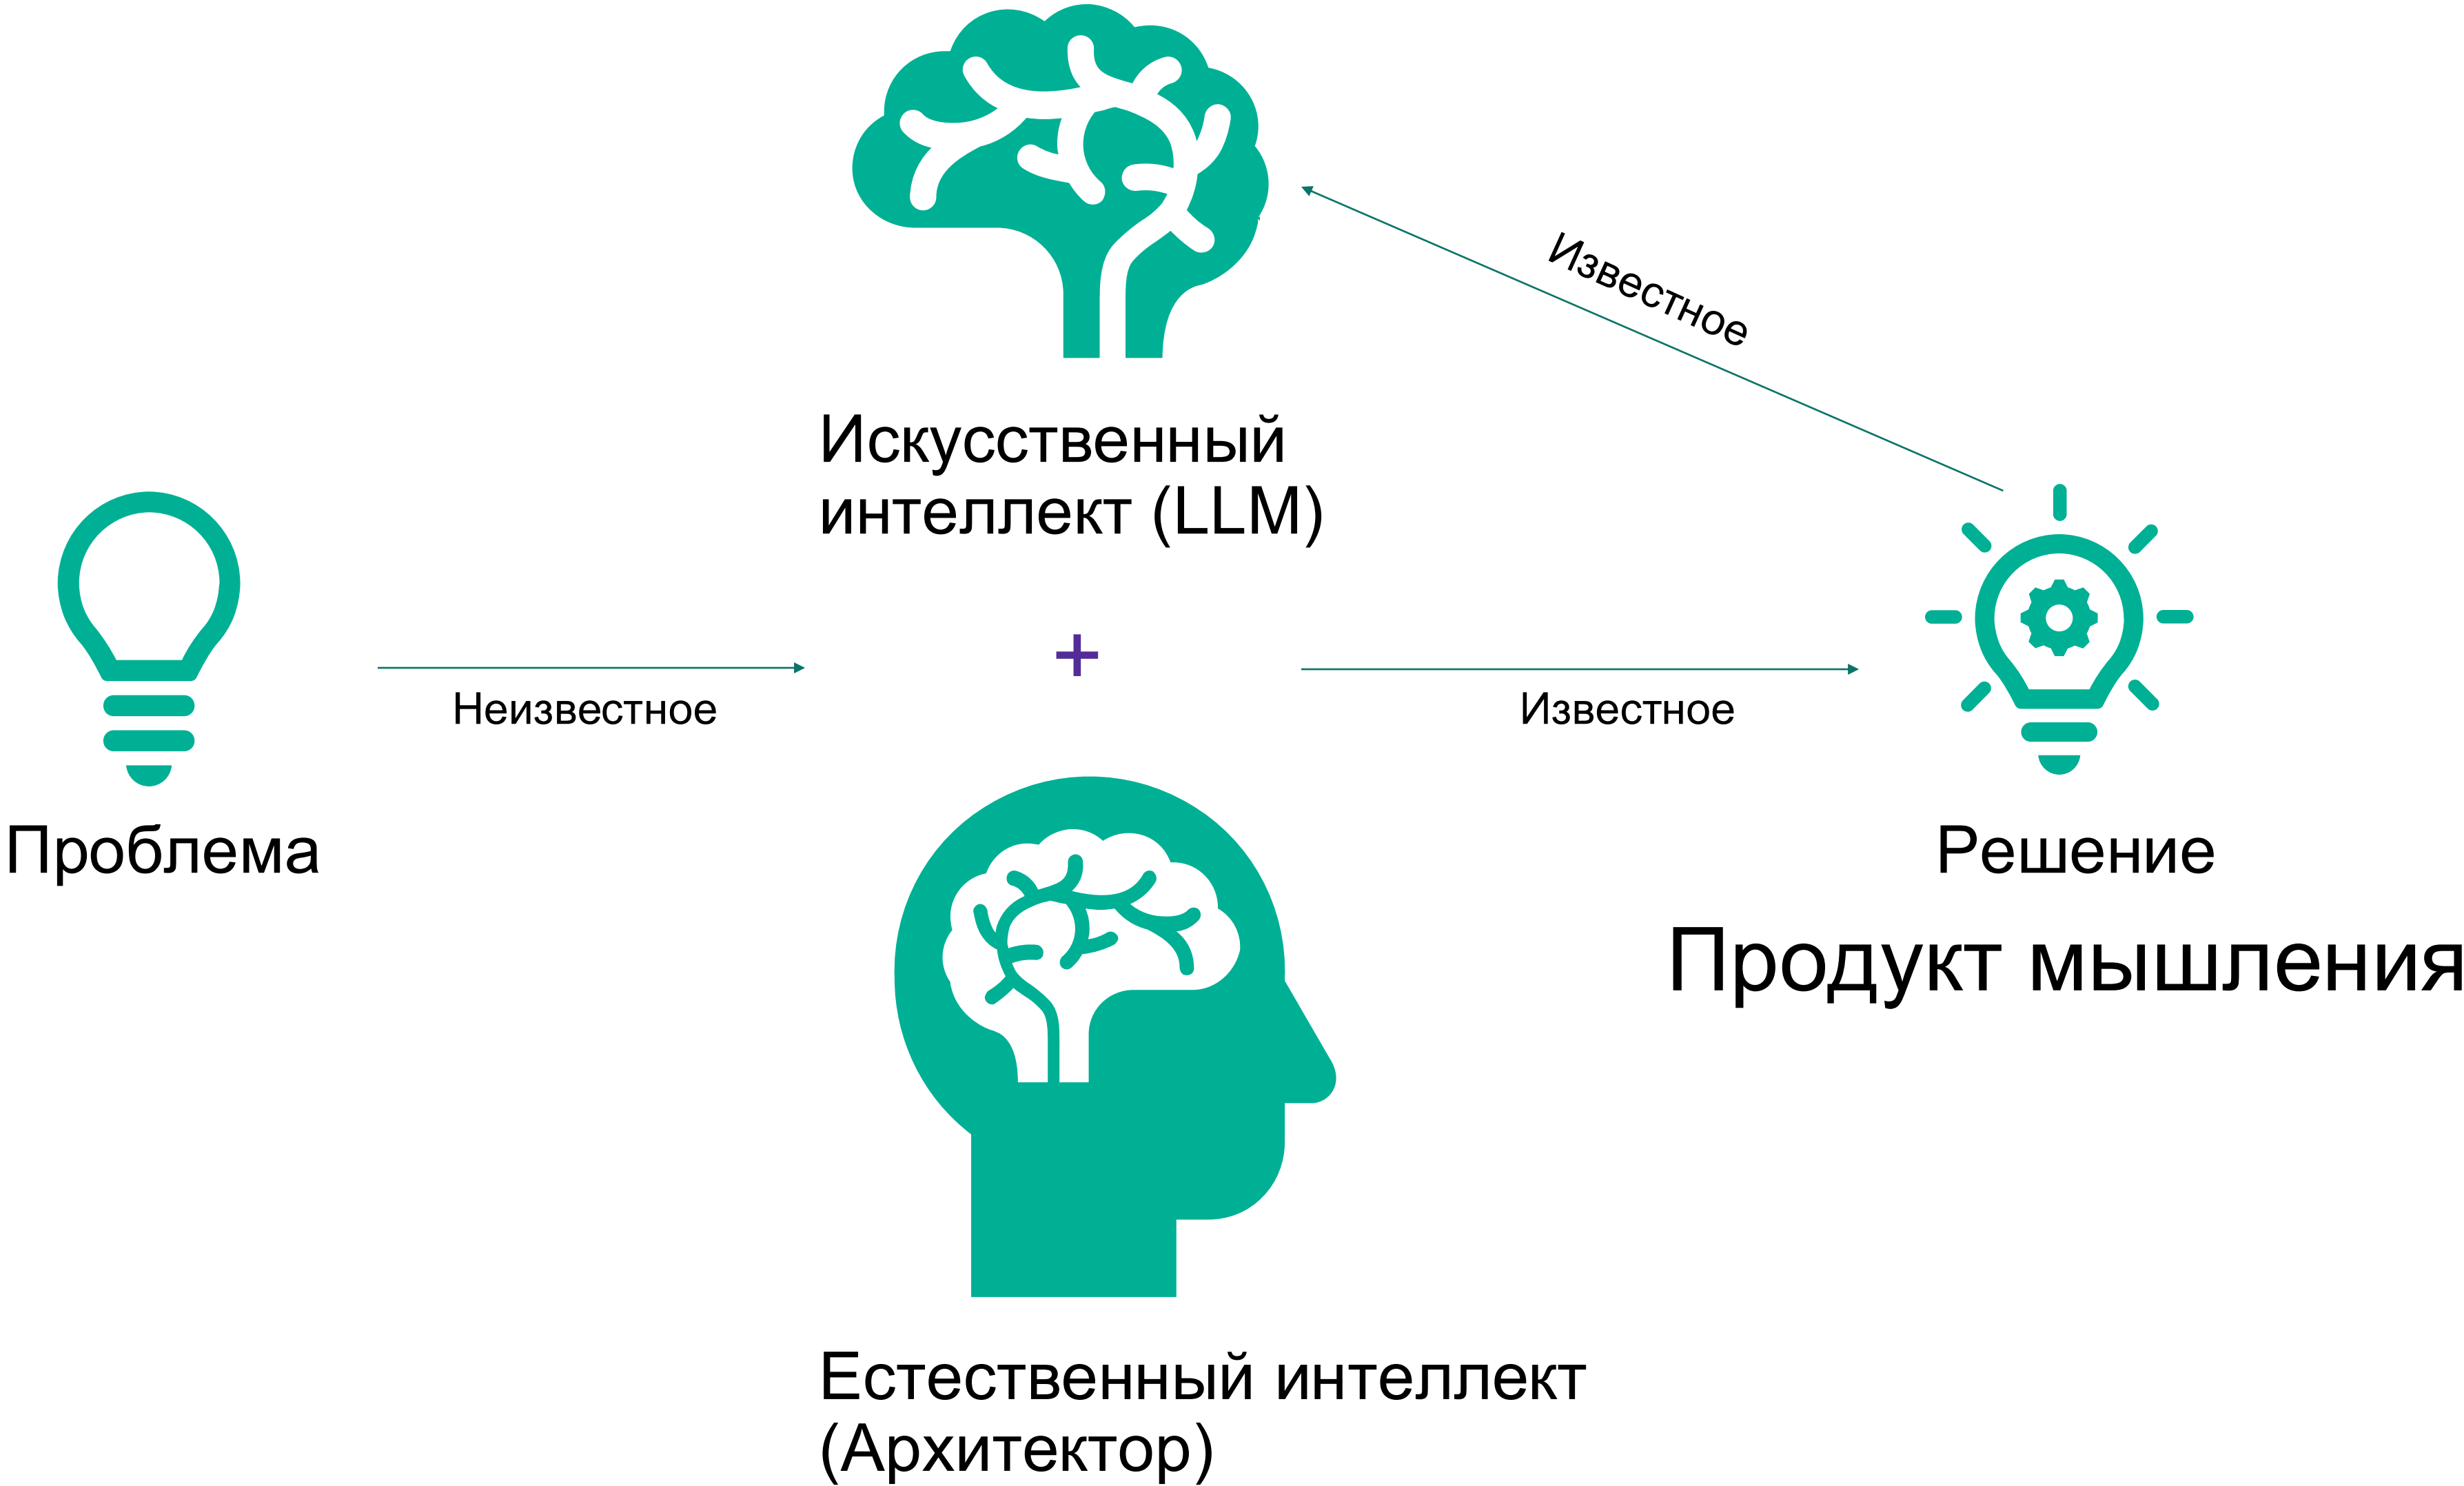 Известное
Искусственный
интеллект (LLM)
+
Неизвестное
Известное
Проблема
Решение
Продукт мышления
Естественный интеллект
(Архитектор)